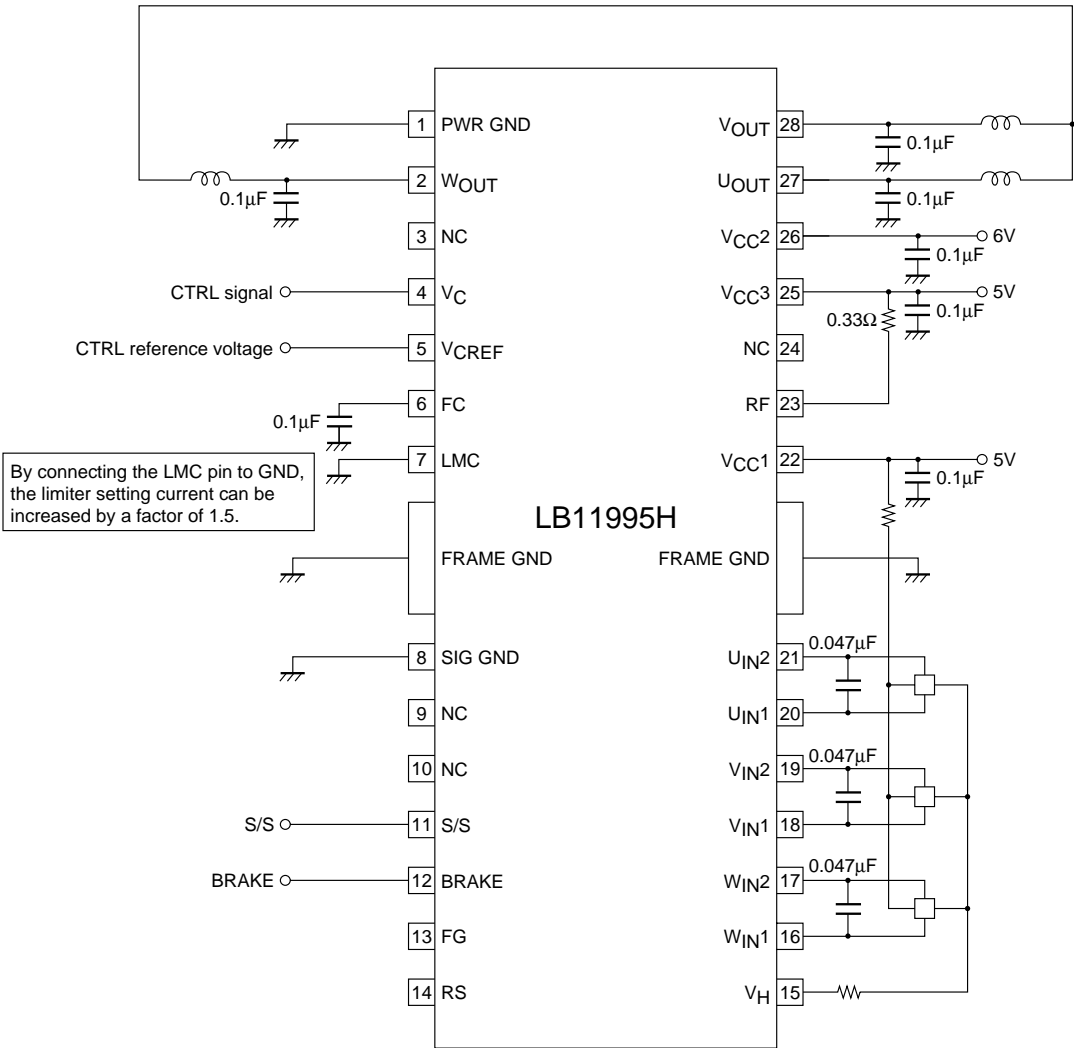 1 PWR GND
VOUT 28
0.1μF
2 WOUT
0.1μF
UOUT 27
0.1μF
3 NC
VCC2 26
6V
0.1μF
CTRL signal
4 VC
VCC3 25
5V
0.33Ω
0.1μF
CTRL reference voltage
5 VCREF
NC 24
6 FC
0.1μF
RF 23
By connecting the LMC pin to GND,
the limiter setting current can be
increased by a factor of 1.5.
7 LMC
VCC1 22
5V
0.1μF
LB11995H
FRAME GND
FRAME GND
8 SIG GND
UIN2 21
0.047μF
9 NC
UIN1 20
10 NC
VIN2 19
0.047μF
S/S
11 S/S
VIN1 18
BRAKE
12 BRAKE
WIN2 17
0.047μF
13 FG
WIN1 16
14 RS
VH 15